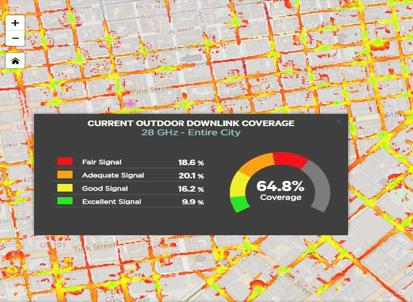 +
−
CURRENT OUTDOOR DOWNLINK COVERAGE
x
28 GHz - Entire City
Fair Signal 18.6 %
Adequate Signal 20.1 %
Good Signal 16.2 %
Excellent Signal 9.9 %
64.8%
Coverage